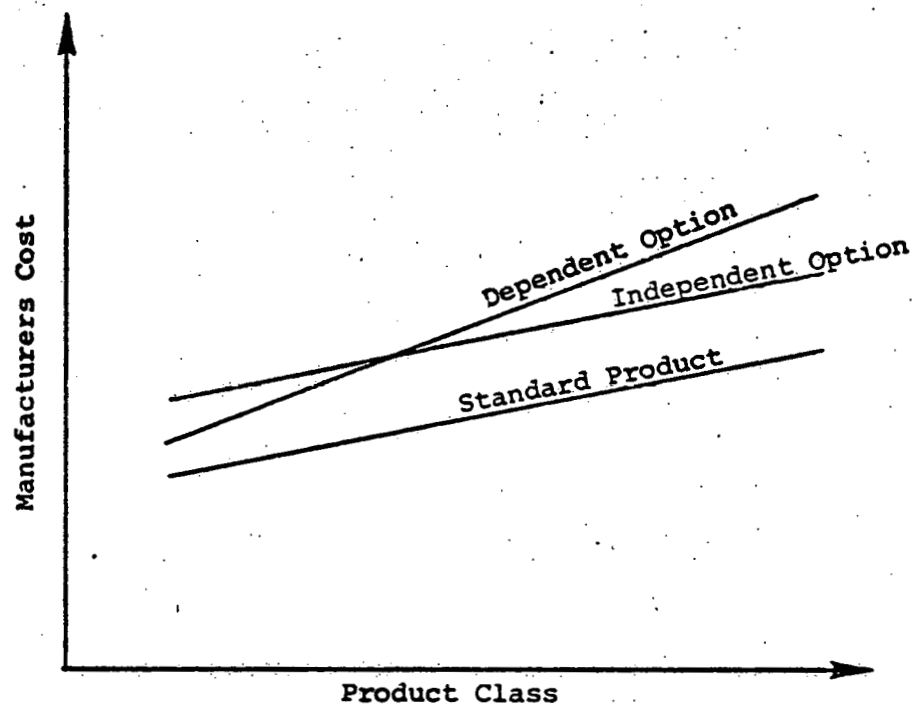 Manufacturers Cost
Dependent Option
Independent Option
Standard Product
Product Class